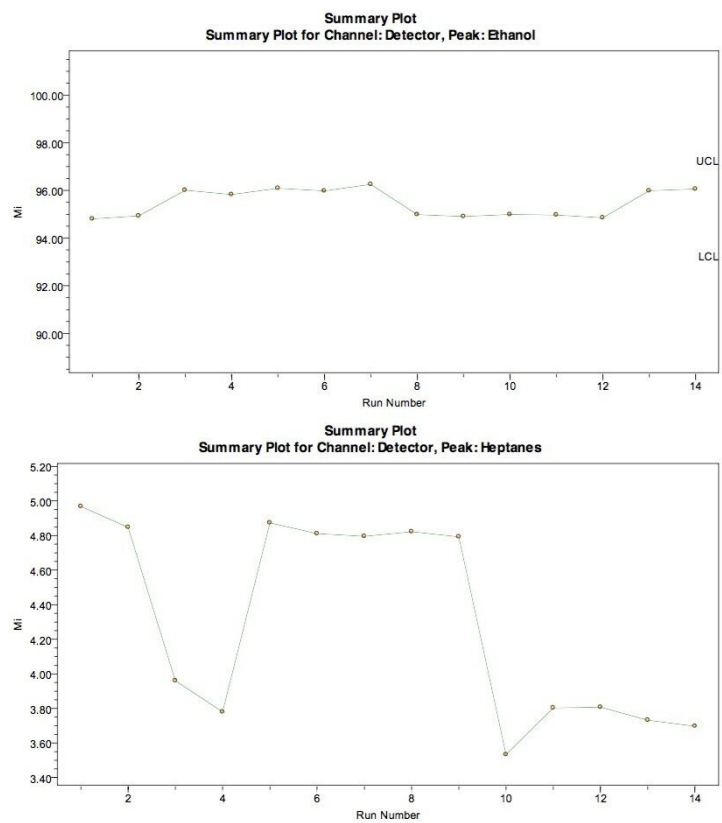 Summary Plot
Summary Plot for Channel: Detector, Peak: Ethanol
100.00
98.00
UCL
96.00
Mi
94.00
LCL
92.00
90.00
2 4 6 8 10 12 14
Run Number
Summary Plot
Summary Plot for Channel: Detector, Peak: Heptanes
5.20
5.00
4.80
4.60
4.40
4.20
Mi
4.00
3.80
3.60
3.40
2 4 6 8 10 12 14
Run Number